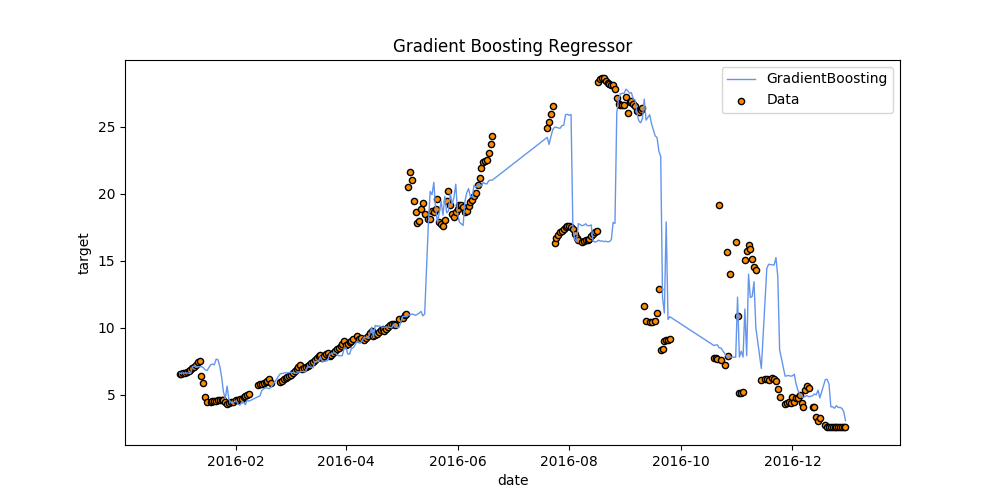 Gradient Boosting Regressor
GradientBoosting
Data
target
25
20
15
10
5
2016-02
2016-04
2016-06
2016-08
2016-10
2016-12
date